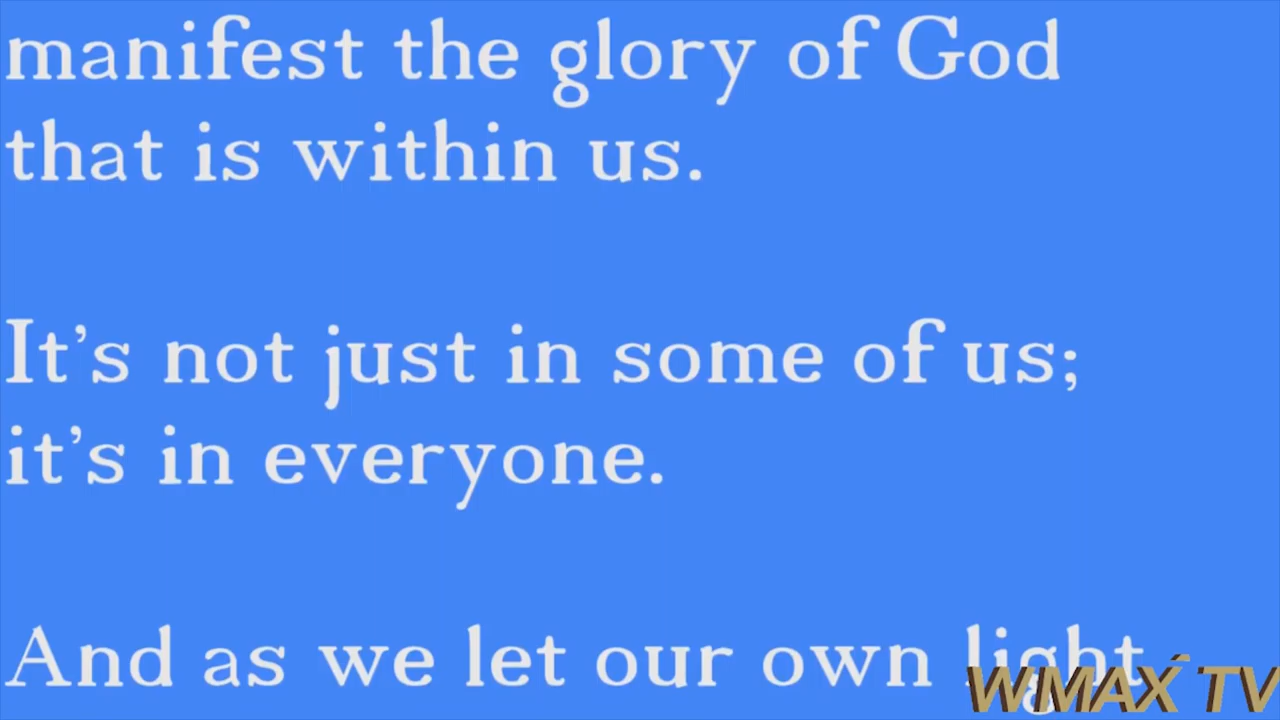 manifest the glory of God
that is within us.
It’s not just in some of us;
it’s in everyone.
And as we let our own light
WMAX TV